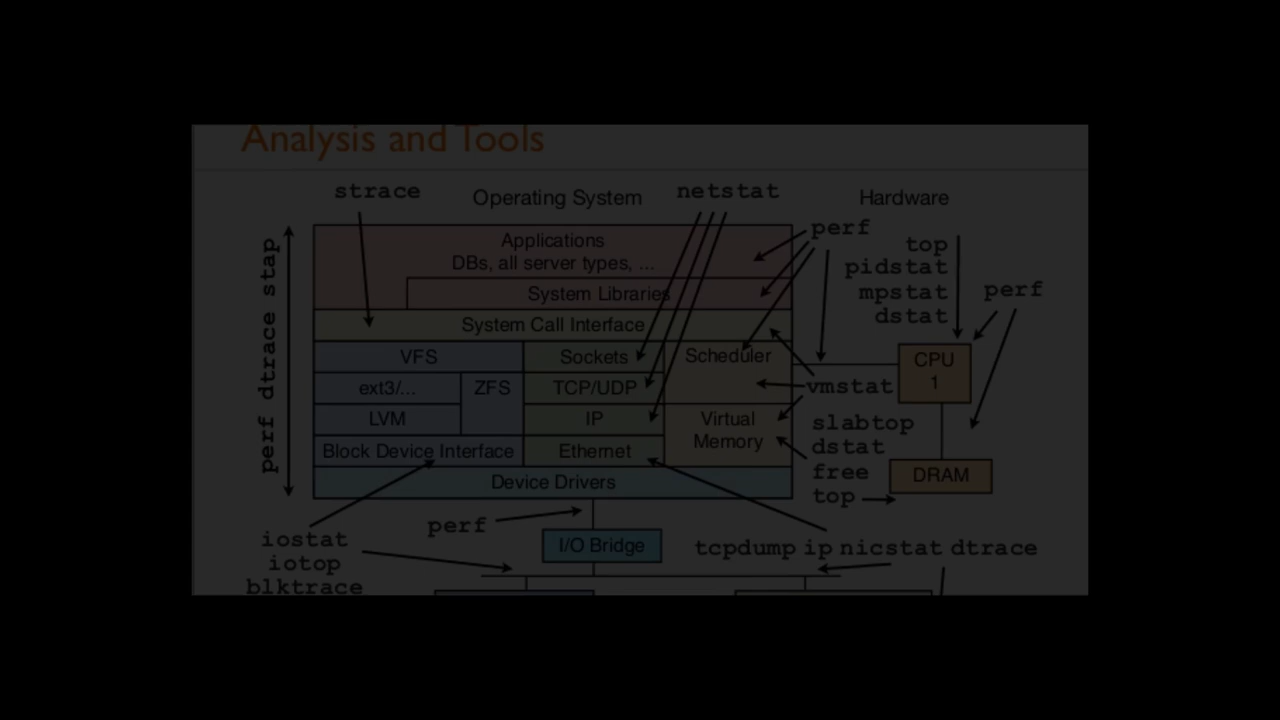 Analysis and Tools
strace
Operating System
netstat
Hardware
perf
Applications
DBs, all server types, ...
System Libraries
System Call Interface
VFS
Sockets
Scheduler
ext3/...
ZFS
TCP/UDP
LVM
IP
Virtual
Memory
Block Device Interface
Ethernet
Device Drivers
perf dtrace stap
top
pidstat
mpstat
dstat
perf
CPU
1
vmstat
slabtop
dstat
free
top
DRAM
perf
I/O Bridge
tcpdump ip nicstat dtrace
iostat
iotop
blktrace